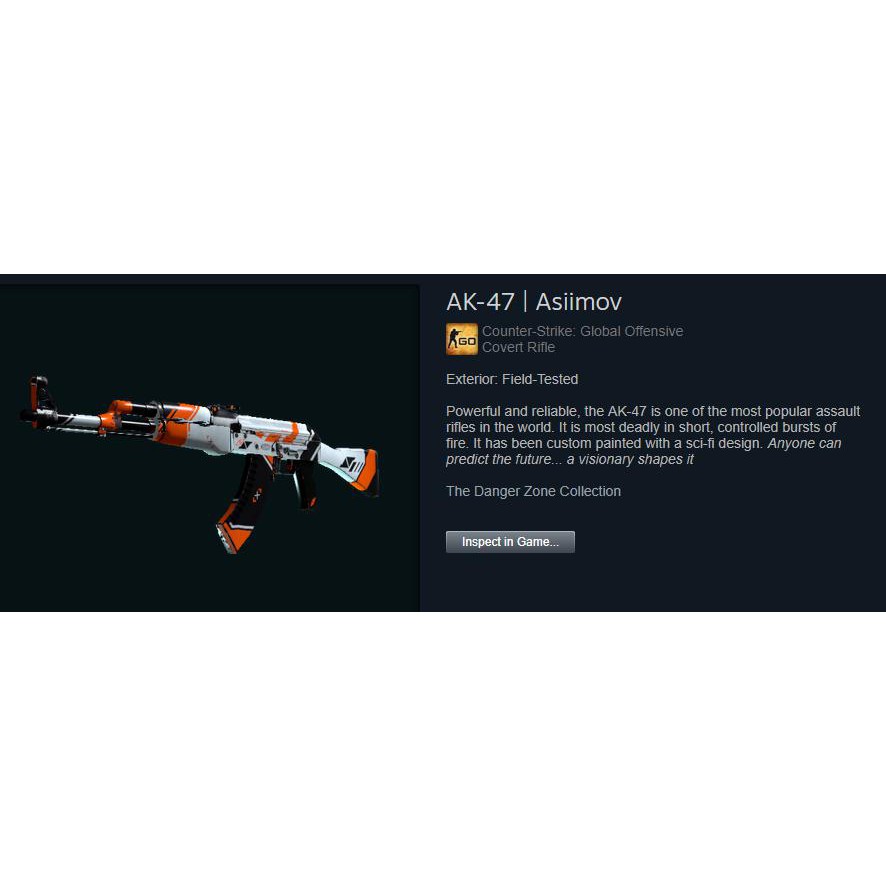 AK-47 | Asiimov
GO
Counter-Strike: Global Offensive
Covert Rifle
Exterior: Field-Tested
Powerful and reliable, the AK-47 is one of the most popular assault
rifles in the world. It is most deadly in short, controlled bursts of
fire. It has been custom painted with a sci-fi design. Anyone can
predict the future... a visionary shapes it
The Danger Zone Collection
Inspect in Game...